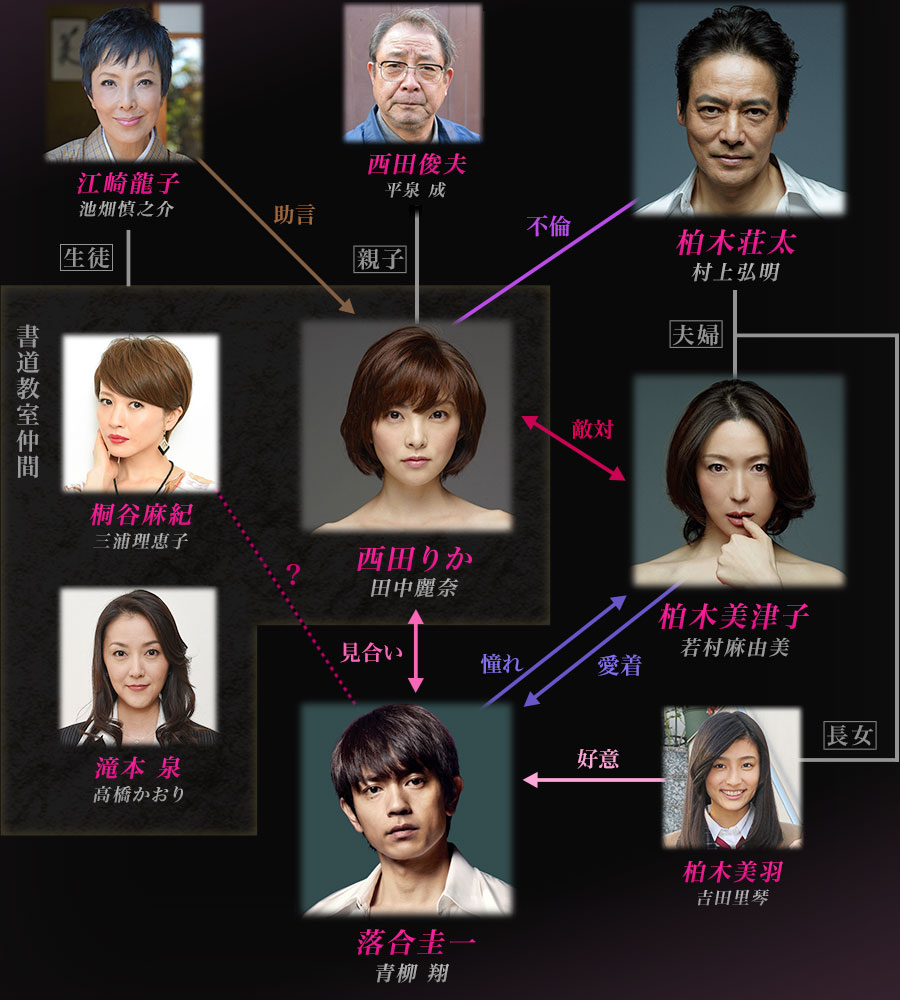 江崎龍子
池畑慎之介
西田俊夫
平泉 成
柏木荘太
村上弘明
助言
不倫
生徒
親子
夫婦
書道教室仲間
桐谷麻紀
三浦理恵子
西田りか
田中麗奈
敵対
柏木美津子
若村麻由美
?
見合い
憧れ
愛着
滝本 泉
高橋かおり
好意
長女
柏木美羽
吉田里琴
落合圭一
青柳 翔